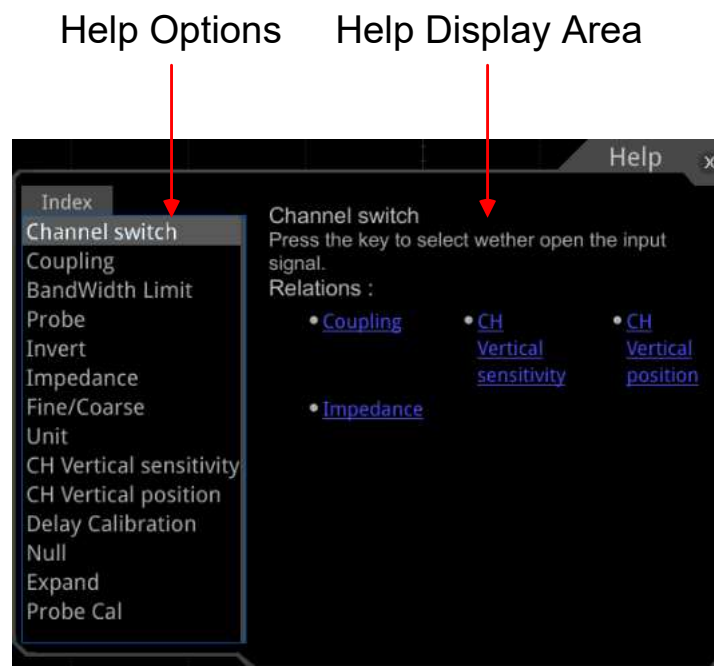 Help Options Help Display Area
Help x
Index
Channel switch
Coupling
BandWidth Limit
Probe
Invert
Impedance
Fine/Coarse
Unit
CH Vertical sensitivity
CH Vertical position
Delay Calibration
Null
Expand
Probe Cal
Channel switch
Press the key to select wether open the input
signal.
Relations :
• Coupling
• CH
Vertical
sensitivity
• CH
Vertical
position
• Impedance